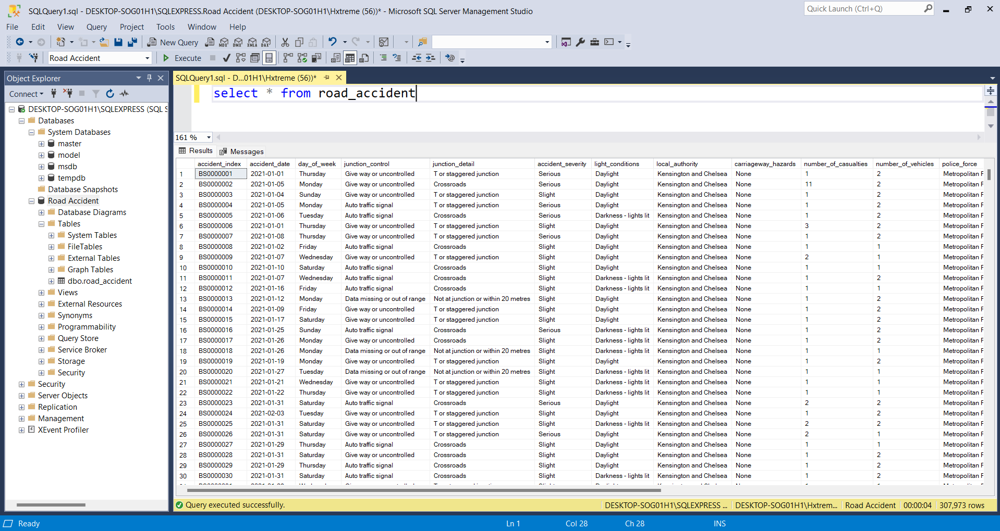 SQLQuery1.sql - DESKTOP-SOG01H1\SQLEXPRESS.Road Accident (DESKTOP-SOG01H1\Hxtreme (56))* - Microsoft SQL Server Management Studio
Quick Launch (Ctrl+Q)
File Edit View Query Project Tools Window Help
New Query MDX DMX XMLA DAX
Road Accident Execute
Object Explorer
SQLQuery1.sql - D...01H1\Hxtreme (56))*
Connect
select * from road_accident
DESKTOP-SOG01H1\SQLEXPRESS (SQL S
Databases
System Databases
master
model
msdb
tempdb
Database Snapshots
Road Accident
Database Diagrams
Tables
System Tables
FileTables
External Tables
Graph Tables
dbo.road_accident
Views
External Resources
Synonyms
Programmability
Query Store
Service Broker
Storage
Security
Security
Server Objects
Replication
Management
XEvent Profiler
161 %
Results Messages
accident_index accident_date day_of_week junction_control junction_detail accident_severity light_conditions local_authority carriageway_hazards number_of_casualties number_of_vehicles police_force
1 BS0000001 2021-01-01 Thursday Give way or uncontrolled T or staggered junction Serious Daylight Kensington and Chelsea None 1 2 Metropolitan P
2 BS0000002 2021-01-05 Monday Give way or uncontrolled Crossroads Serious Daylight Kensington and Chelsea None 11 2 Metropolitan P
3 BS0000003 2021-01-04 Sunday Give way or uncontrolled T or staggered junction Slight Daylight Kensington and Chelsea None 1 2 Metropolitan P
4 BS0000004 2021-01-05 Monday Auto traffic signal T or staggered junction Serious Daylight Kensington and Chelsea None 1 2 Metropolitan P
5 BS0000005 2021-01-06 Tuesday Auto traffic signal Crossroads Serious Darkness - lights lit Kensington and Chelsea None 1 2 Metropolitan P
6 BS0000006 2021-01-01 Thursday Give way or uncontrolled T or staggered junction Slight Daylight Kensington and Chelsea None 3 2 Metropolitan P
7 BS0000007 2021-01-08 Thursday Give way or uncontrolled T or staggered junction Serious Daylight Kensington and Chelsea None 1 2 Metropolitan P
8 BS0000008 2021-01-02 Friday Auto traffic signal Crossroads Slight Daylight Kensington and Chelsea None 1 1 Metropolitan P
9 BS0000009 2021-01-07 Wednesday Give way or uncontrolled T or staggered junction Slight Daylight Kensington and Chelsea None 2 1 Metropolitan P
10 BS0000010 2021-01-10 Saturday Auto traffic signal Crossroads Slight Daylight Kensington and Chelsea None 1 1 Metropolitan P
11 BS0000011 2021-01-07 Wednesday Auto traffic signal Crossroads Slight Darkness - lights lit Kensington and Chelsea None 1 2 Metropolitan P
12 BS0000012 2021-01-16 Friday Auto traffic signal Crossroads Slight Darkness - lights lit Kensington and Chelsea None 1 1 Metropolitan P
13 BS0000013 2021-01-12 Monday Data missing or out of range Not at junction or within 20 metres Slight Daylight Kensington and Chelsea None 1 2 Metropolitan P
14 BS0000014 2021-01-09 Friday Give way or uncontrolled T or staggered junction Slight Daylight Kensington and Chelsea None 1 2 Metropolitan P
15 BS0000015 2021-01-17 Saturday Give way or uncontrolled T or staggered junction Slight Daylight Kensington and Chelsea None 1 2 Metropolitan P
16 BS0000016 2021-01-25 Sunday Auto traffic signal Crossroads Serious Darkness - lights lit Kensington and Chelsea None 1 2 Metropolitan P
17 BS0000017 2021-01-26 Monday Give way or uncontrolled Crossroads Slight Darkness - lights lit Kensington and Chelsea None 1 2 Metropolitan P
18 BS0000018 2021-01-26 Monday Data missing or out of range Not at junction or within 20 metres Slight Darkness - lights lit Kensington and Chelsea None 1 1 Metropolitan P
19 BS0000019 2021-01-19 Monday Give way or uncontrolled T or staggered junction Slight Daylight Kensington and Chelsea None 1 2 Metropolitan P
20 BS0000020 2021-01-27 Tuesday Data missing or out of range Not at junction or within 20 metres Slight Darkness - lights lit Kensington and Chelsea None 1 1 Metropolitan P
21 BS0000021 2021-01-21 Wednesday Give way or uncontrolled T or staggered junction Slight Darkness - lights lit Kensington and Chelsea None 1 1 Metropolitan P
22 BS0000022 2021-01-22 Thursday Give way or uncontrolled T or staggered junction Slight Darkness - lights lit Kensington and Chelsea None 1 1 Metropolitan P
23 BS0000023 2021-01-31 Saturday Auto traffic signal Crossroads Serious Daylight Kensington and Chelsea None 2 2 Metropolitan P
24 BS0000024 2021-02-03 Tuesday Give way or uncontrolled T or staggered junction Slight Daylight Kensington and Chelsea None 1 2 Metropolitan P
25 BS0000025 2021-01-31 Saturday Give way or uncontrolled T or staggered junction Slight Darkness - lights lit Kensington and Chelsea None 2 2 Metropolitan P
26 BS0000026 2021-01-31 Saturday Give way or uncontrolled T or staggered junction Serious Daylight Kensington and Chelsea None 2 1 Metropolitan P
27 BS0000027 2021-01-29 Thursday Auto traffic signal Crossroads Slight Daylight Kensington and Chelsea None 1 1 Metropolitan P
28 BS0000028 2021-01-31 Saturday Give way or uncontrolled Crossroads Slight Daylight Kensington and Chelsea None 1 2 Metropolitan P
29 BS0000029 2021-01-29 Thursday Auto traffic signal Crossroads Slight Daylight Kensington and Chelsea None 1 2 Metropolitan P
30 BS0000030 2021-01-31 Saturday Auto traffic signal Crossroads Slight Darkness - lights lit Kensington and Chelsea None 1 2 Metropolitan P
Query executed successfully. DESKTOP-SOG01H1\SQLEXPRESS ... DESKTOP-SOG01H1\Hxtrem... Road Accident 00:00:04 307,973 rows
Ready Ln 1 Col 28 Ch 28 INS